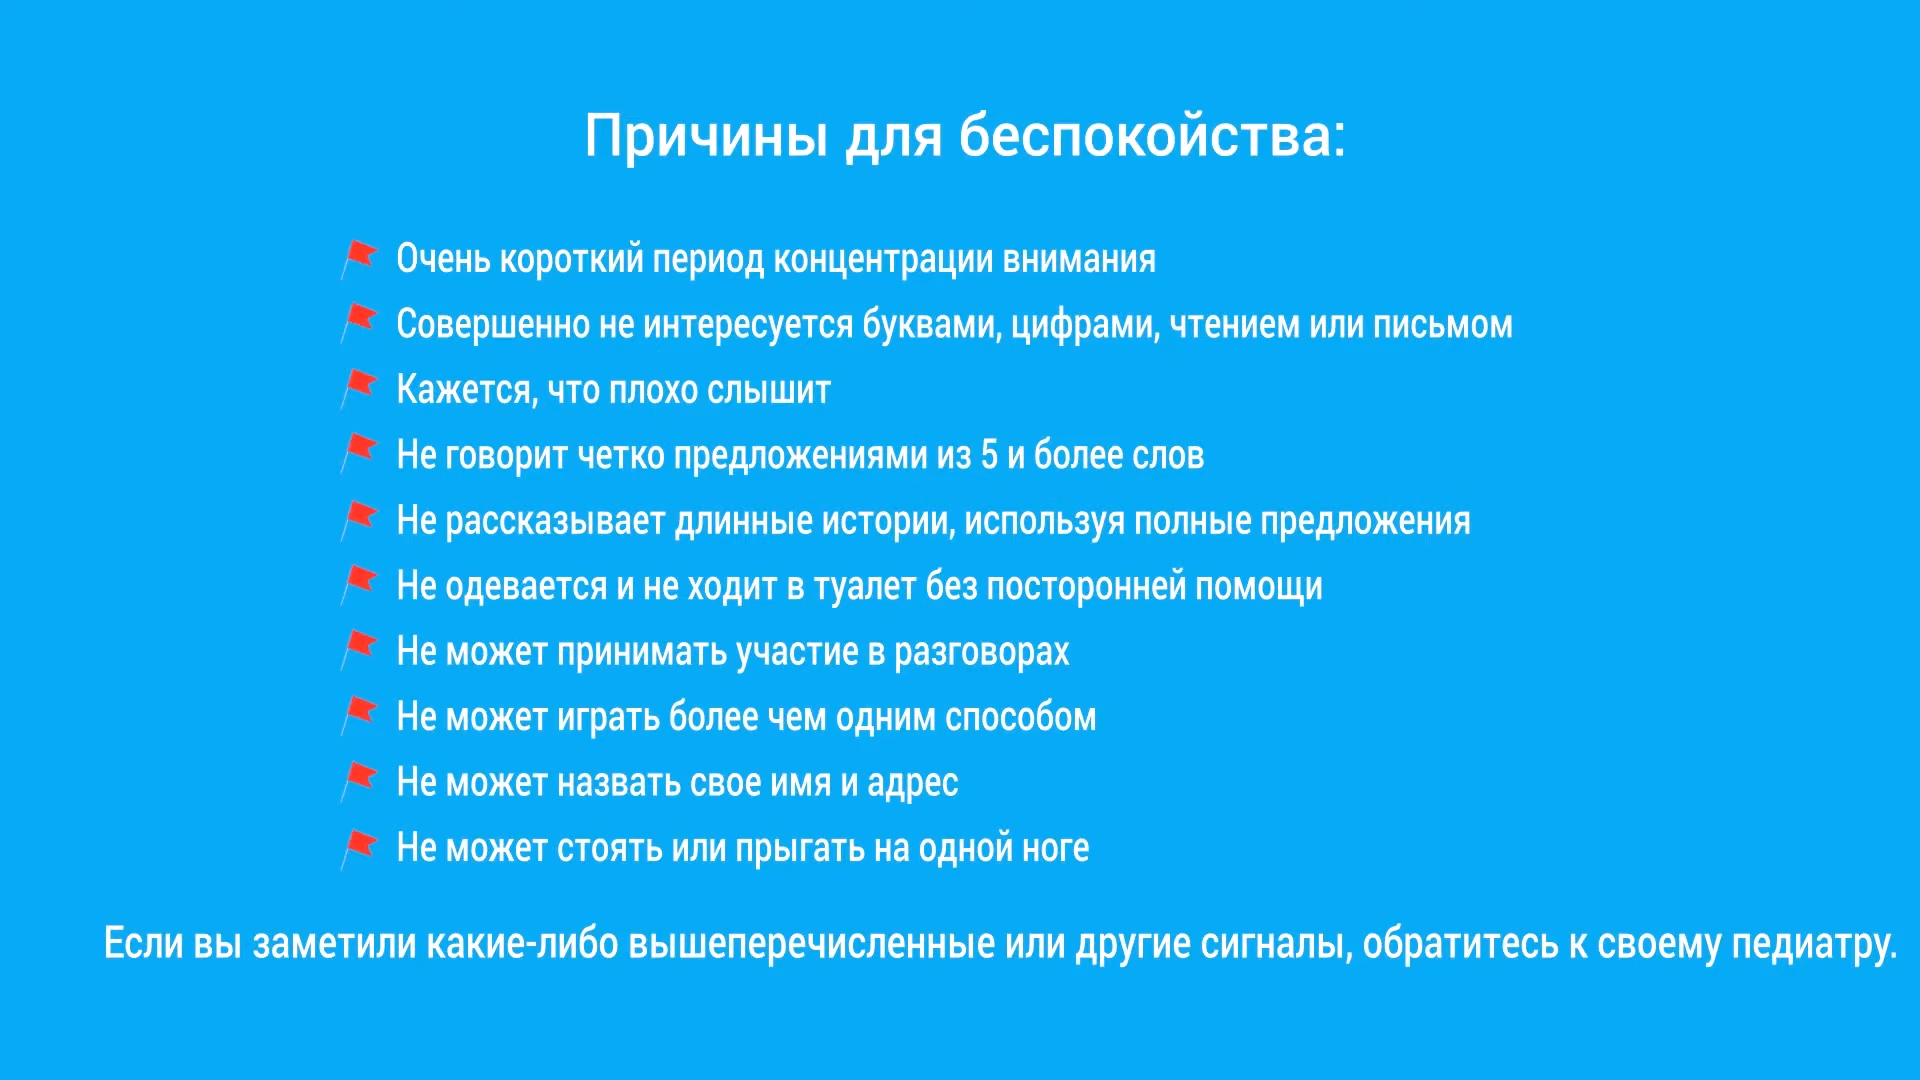 Причины для беспокойства:
Очень короткий период концентрации внимания
Совершенно не интересуется буквами, цифрами, чтением или письмом
Кажется, что плохо слышит
Не говорит четко предложениями из 5 и более слов
Не рассказывает длинные истории, используя полные предложения
Не одевается и не ходит в туалет без посторонней помощи
Не может принимать участие в разговорах
Не может играть более чем одним способом
Не может назвать свое имя и адрес
Не может стоять или прыгать на одной ноге
Если вы заметили какие-либо вышеперечисленные или другие сигналы, обратитесь к своему педиатру.